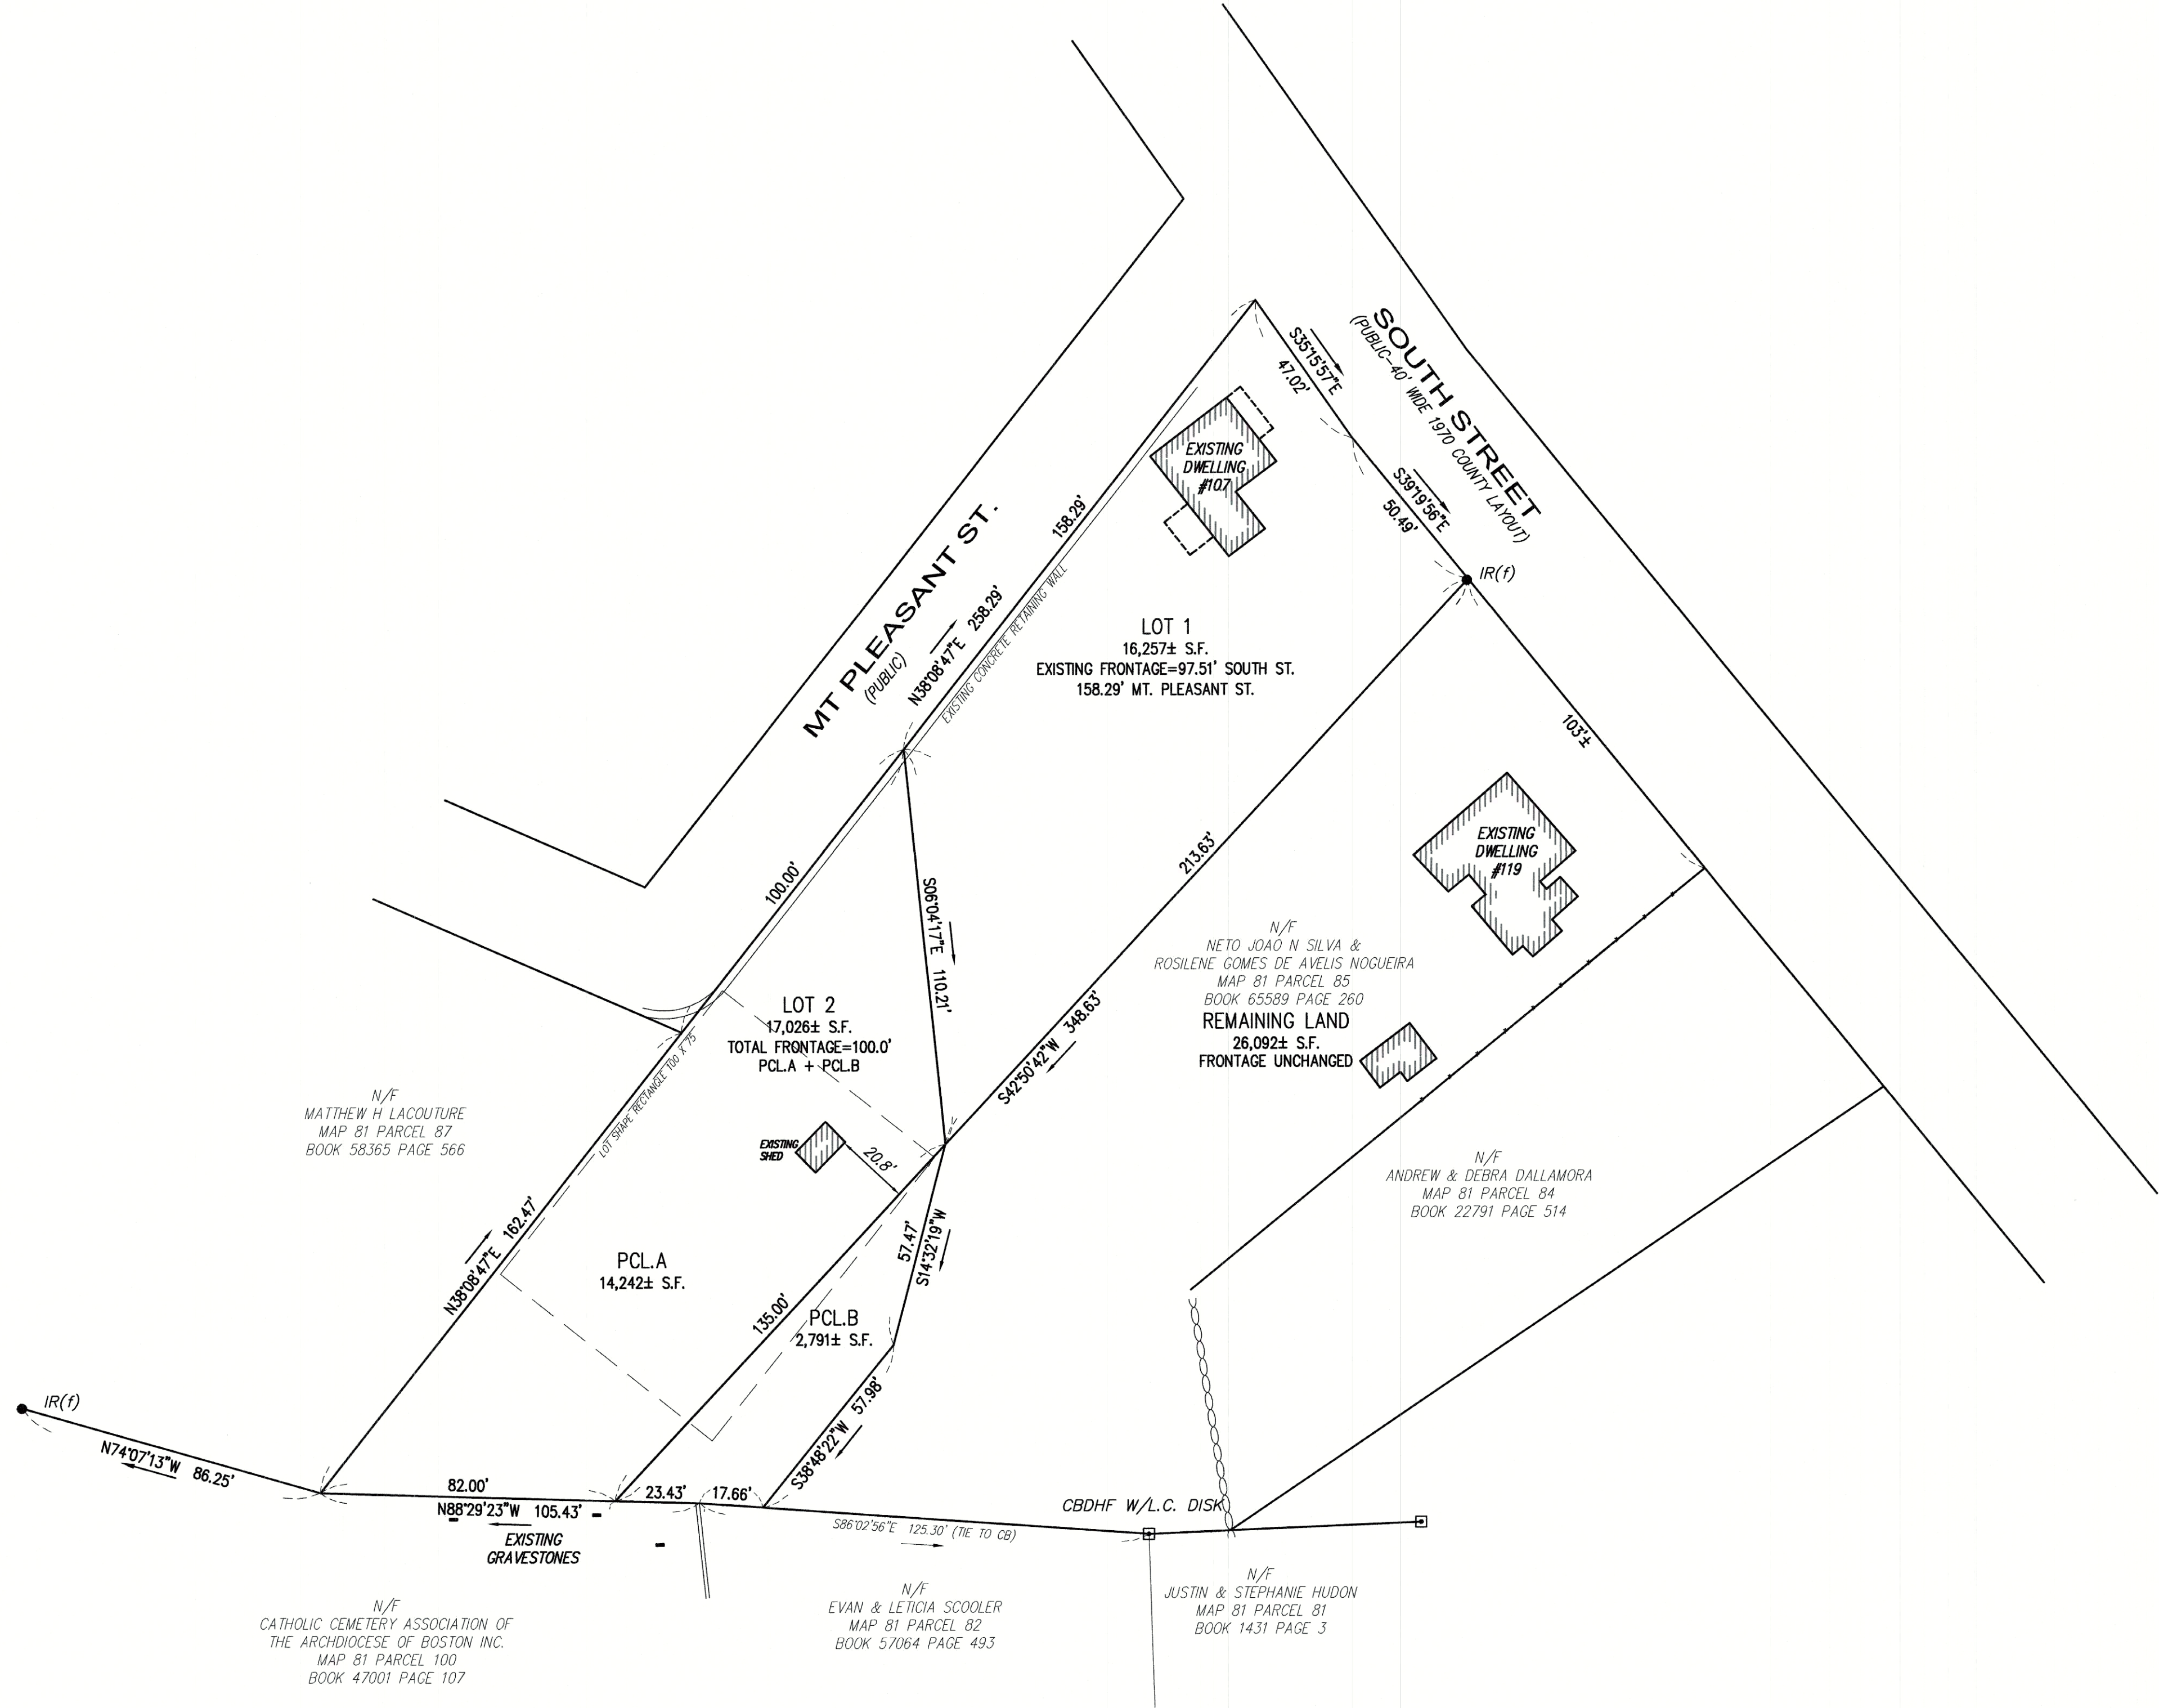 SOUTH STREET
(PUBLIC-40' WIDE 1970 COUNTY LAYOUT)
S35°15'57"E
47.02'
S39°19'56"E
50.49'
IR(f)
EXISTING
DWELLING
#107
158.29'
MT PLEASANT ST.
(PUBLIC)
N38°08'47"E 258.29'
EXISTING CONCRETE RETAINING WALL
LOT 1
16,257± S.F.
EXISTING FRONTAGE=97.51' SOUTH ST.
158.29' MT. PLEASANT ST.
103'±
213.63'
EXISTING
DWELLING
#119
100.00'
S06°04'17"E 110.21'
N/F
NETO JOAO N SILVA &
ROSILENE GOMES DE AVELIS NOGUEIRA
MAP 81 PARCEL 85
BOOK 65589 PAGE 260
REMAINING LAND
26,092± S.F.
FRONTAGE UNCHANGED
S42°50'42"W 348.63'
LOT 2
17,026± S.F.
TOTAL FRONTAGE=100.0'
PCL.A + PCL.B
LOT SHAPE RECTANGLE 100 X 75
N/F
MATTHEW H LACOUTURE
MAP 81 PARCEL 87
BOOK 58365 PAGE 566
EXISTING
SHED
20.8'
N/F
ANDREW & DEBRA DALLAMORA
MAP 81 PARCEL 84
BOOK 22791 PAGE 514
N38°08'47"E 162.47'
57.47'
S14°32'19"W
PCL.A
14,242± S.F.
135.00'
PCL.B
2,791± S.F.
IR(f)
N74°07'13"W 86.25'
S38°48'22"W 57.98'
82.00'
23.43'
17.66'
N88°29'23"W 105.43'
EXISTING
GRAVESTONES
CBDHF W/L.C. DISK
S86°02'56"E 125.30' (TIE TO CB)
N/F
CATHOLIC CEMETERY ASSOCIATION OF
THE ARCHDIOCESE OF BOSTON INC.
MAP 81 PARCEL 100
BOOK 47001 PAGE 107
N/F
EVAN & LETICIA SCOOLER
MAP 81 PARCEL 82
BOOK 57064 PAGE 493
N/F
JUSTIN & STEPHANIE HUDON
MAP 81 PARCEL 81
BOOK 1431 PAGE 3